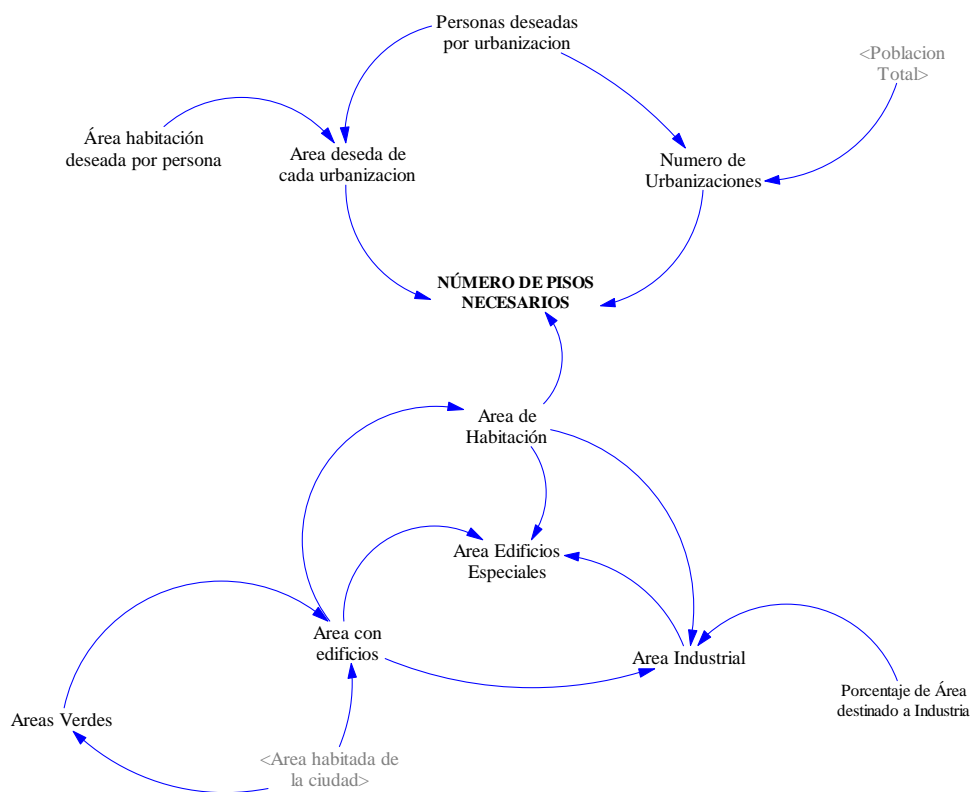 Personas deseadas
por urbanizacion
<Poblacion
Total>
Área habitación
deseada por persona
Area deseda de
cada urbanizacion
Numero de
Urbanizaciones
NÚMERO DE PISOS
NECESARIOS
Area de
Habitación
Area Edificios
Especiales
Area con
edificios
Area Industrial
Porcentaje de Área
destinado a Industria
Areas Verdes
<Area habitada de
la ciudad>